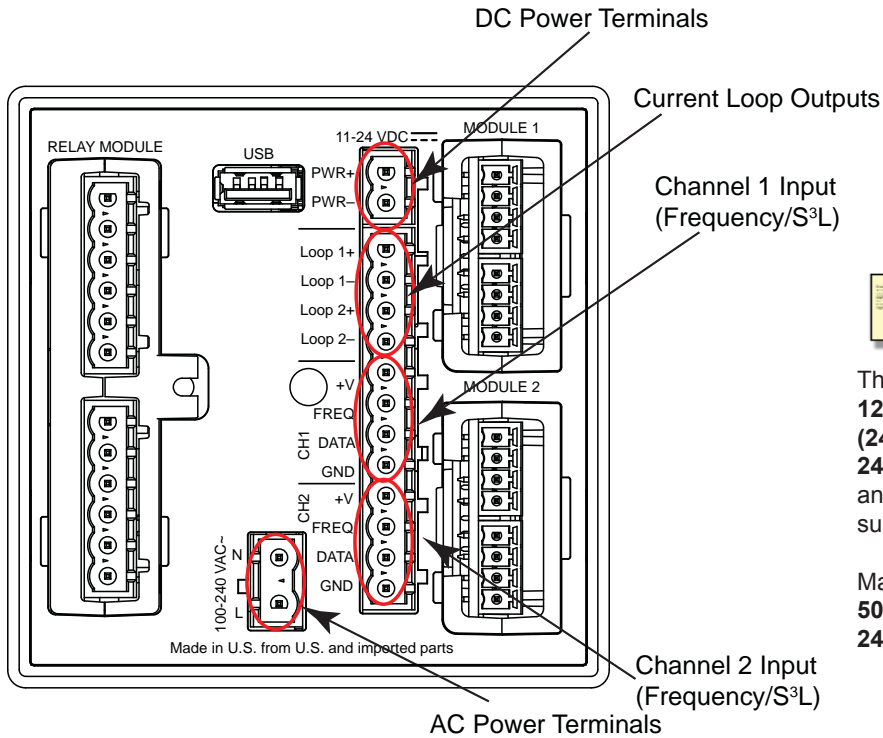 DC Power Terminals
Current Loop Outputs
Channel 1 Input
(Frequency/S³L)
RELAY MODULE
USB
11-24 VDC
MODULE 1
PWR+
PWR–
Loop 1+
Loop 1–
Loop 2+
Loop 2–
CH1
+V
FREQ
DATA
GND
MODULE 2
CH2
+V
FREQ
DATA
GND
100-240 VAC~
N
L
Made in U.S. from U.S. and imported parts
Channel 2 Input
(Frequency/S³L)
AC Power Terminals
Th
12
(24
24
an
su
Ma
50
24